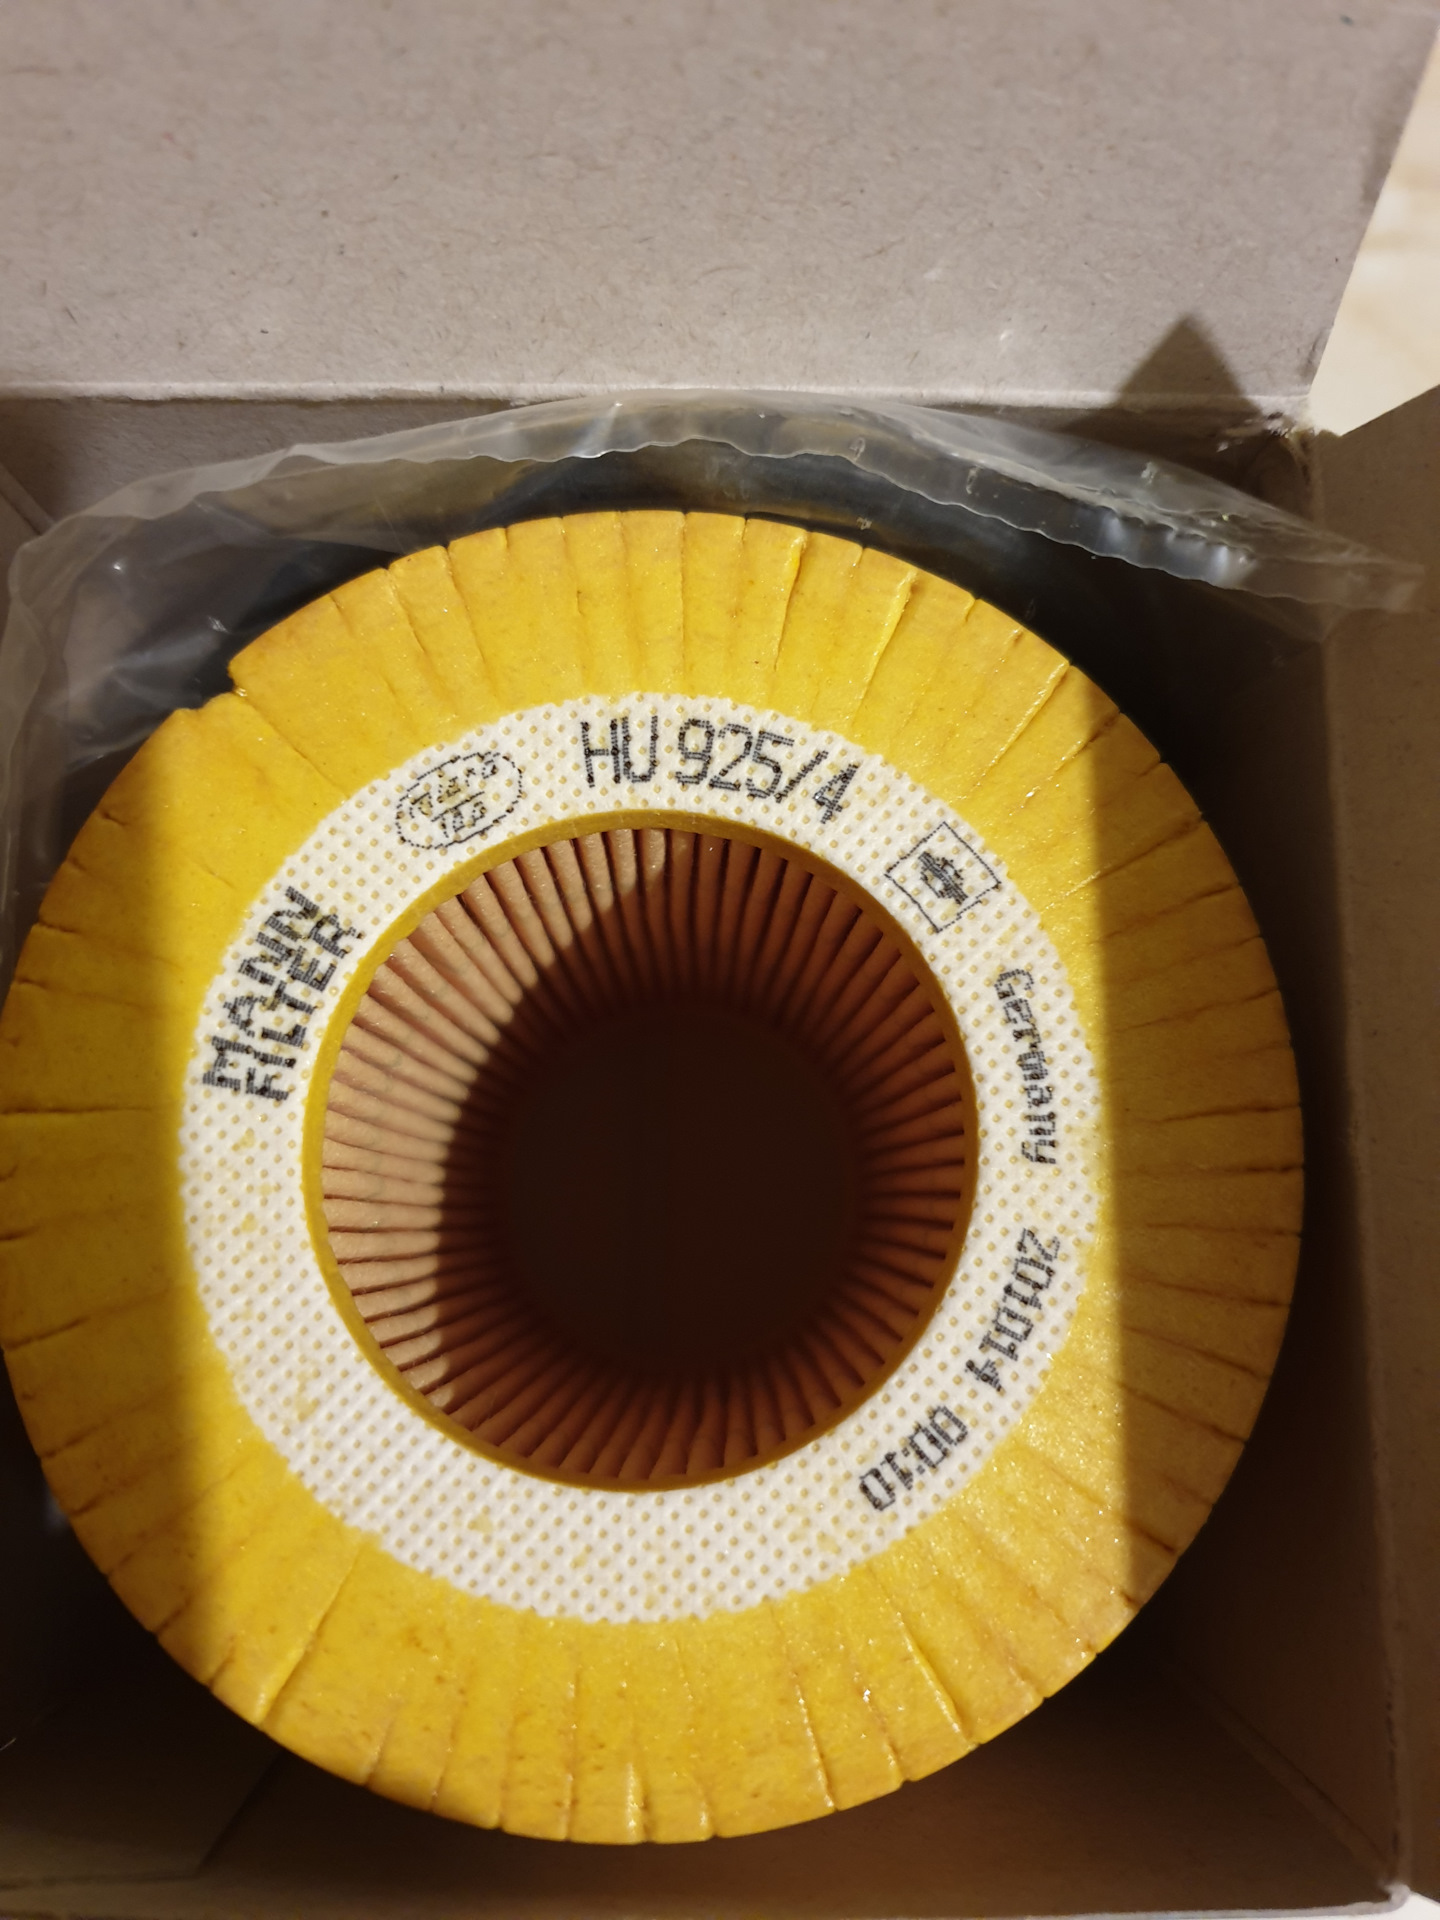 MANN
FILTER
HU 925/4
Germany
201014 00:10